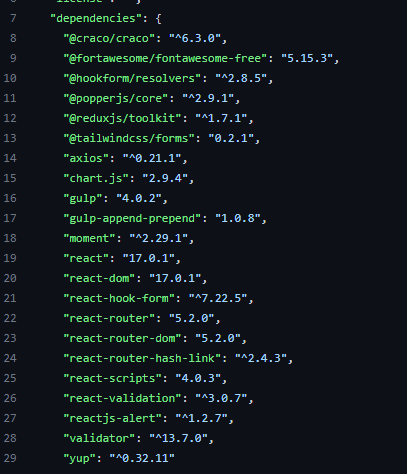 7 "dependencies": {
8 "@craco/craco": "^6.3.0",
9 "@fortawesome/fontawesome-free": "5.15.3",
10 "@hookform/resolvers": "^2.8.5",
11 "@popperjs/core": "^2.9.1",
12 "@reduxjs/toolkit": "^1.7.1",
13 "@tailwindcss/forms": "0.2.1",
14 "axios": "^0.21.1",
15 "chart.js": "2.9.4",
16 "gulp": "4.0.2",
17 "gulp-append-prepend": "1.0.8",
18 "moment": "^2.29.1",
19 "react": "17.0.1",
20 "react-dom": "17.0.1",
21 "react-hook-form": "^7.22.5",
22 "react-router": "5.2.0",
23 "react-router-dom": "5.2.0",
24 "react-router-hash-link": "^2.4.3",
25 "react-scripts": "4.0.3",
26 "react-validation": "^3.0.7",
27 "reactjs-alert": "^1.2.7",
28 "validator": "^13.7.0",
29 "yup": "^0.32.11"